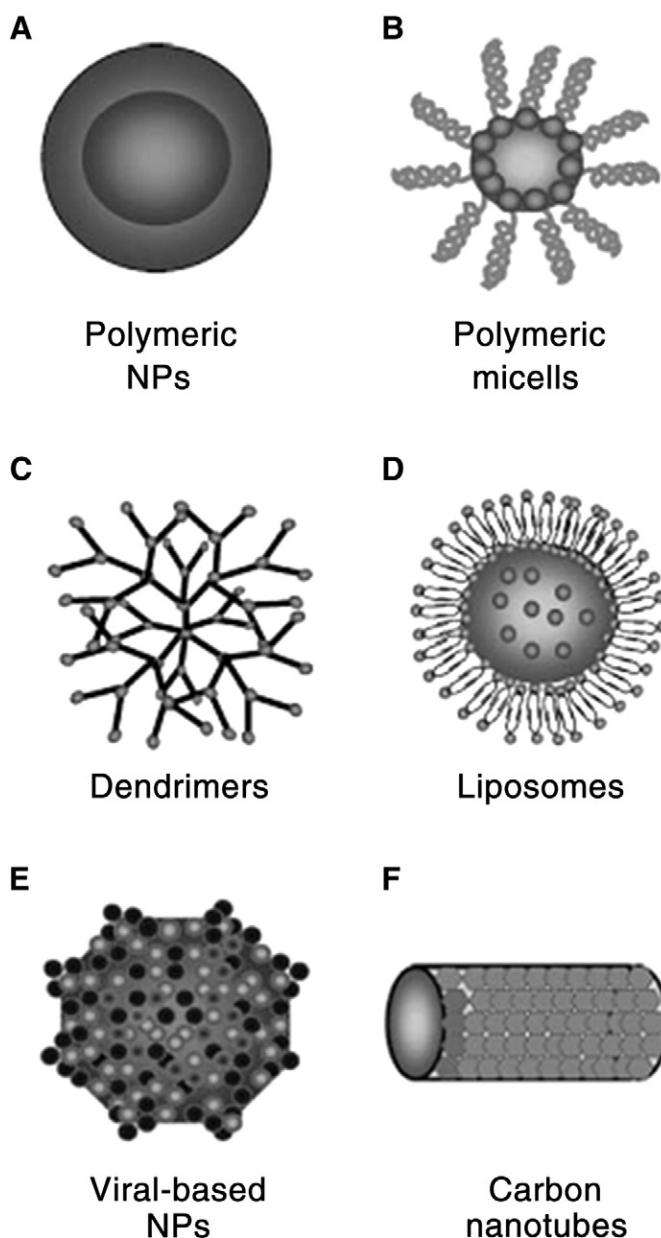 A
Polymeric
NPs
B
Polymeric
micells
C
Dendrimers
D
Liposomes
E
Viral-based
NPs
F
Carbon
nanotubes